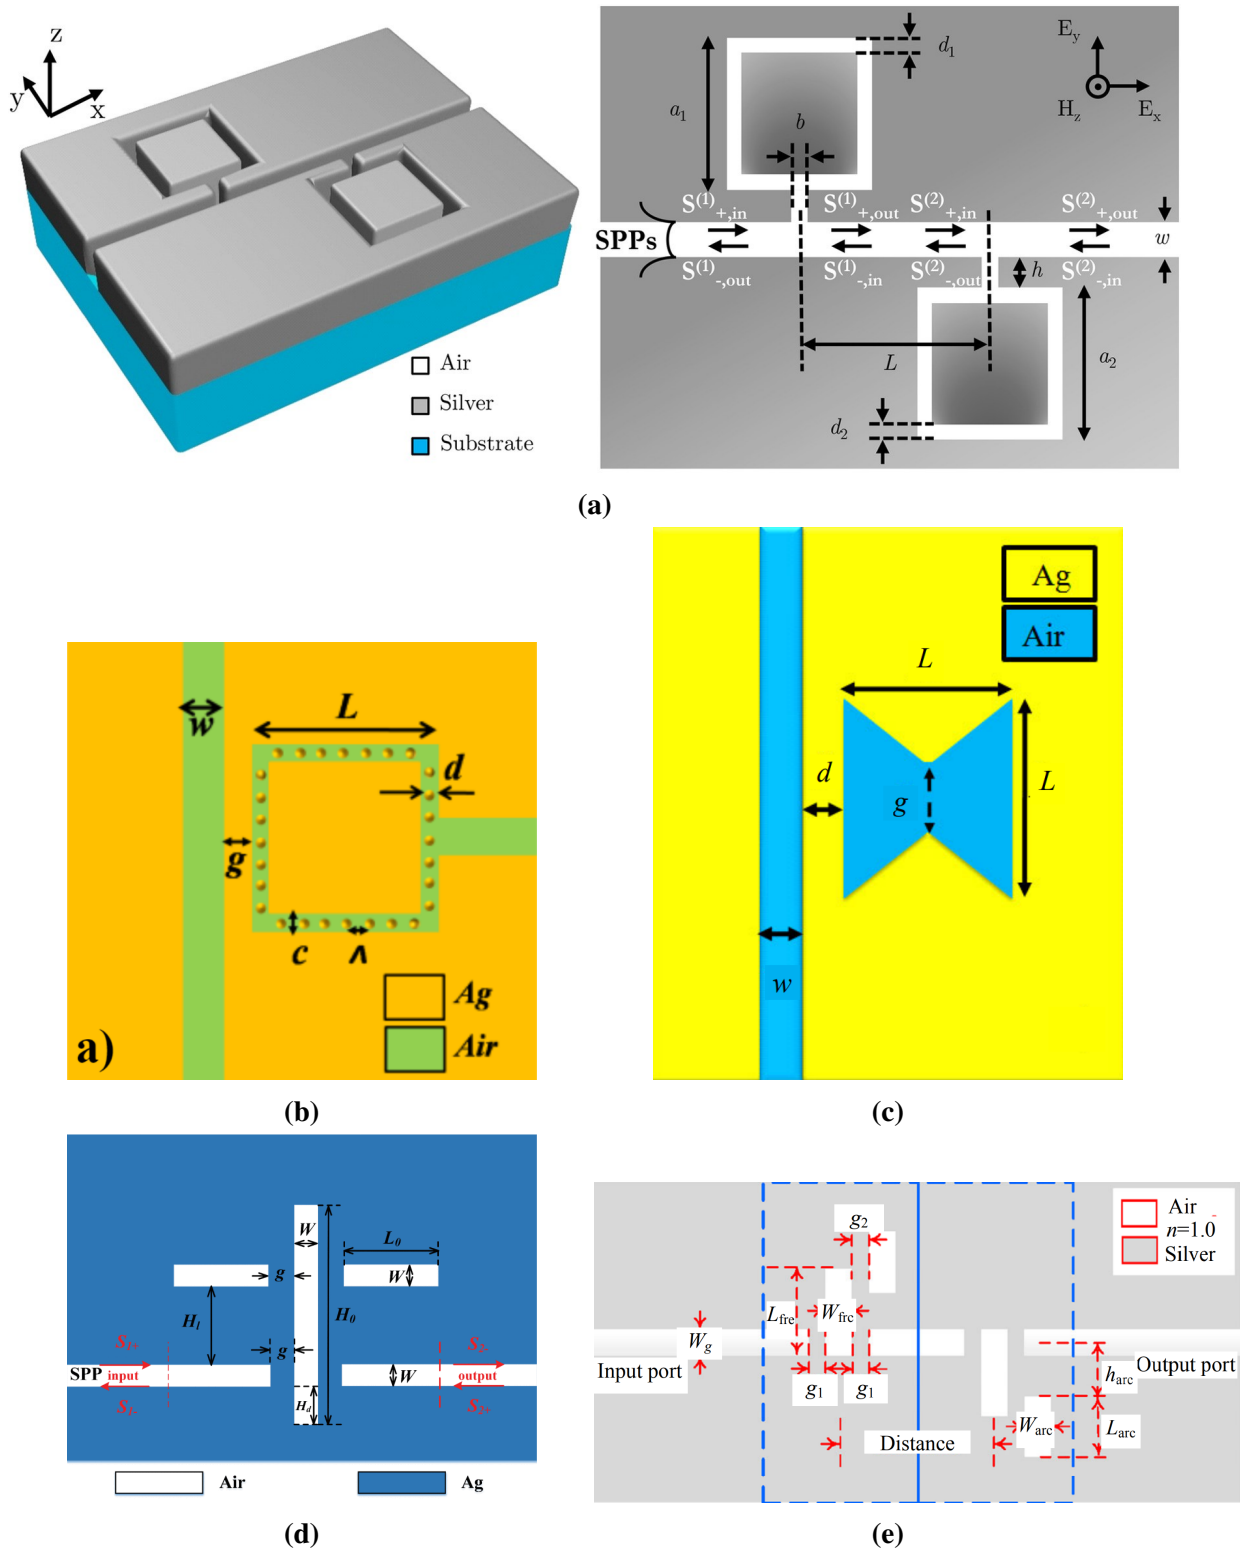 z
y
x
Air
Silver
Substrate
d1
a1
b
Ey
Hz
Ex
S(1)+,in
S(1)+,out
S(2)+,in
S(2)+,out
SPPs
w
S(1)-,out
S(1)-,in
S(2)-,out
h
S(2)-,in
L
a2
d2
(a)
w
L
d
g
c
Λ
Ag
Air
a)
(b)
Ag
Air
L
d
g
L
w
(c)
W
L0
g
W
Hl
H0
S1+
S2-
g
SPP input
W
output
Hd
S1-
S2+
Air
Ag
(d)
Air
n=1.0
Silver
g2
Lfre
Wfrc
Wg
Input port
Output port
harc
g1
g1
Warc
Larc
Distance
(e)